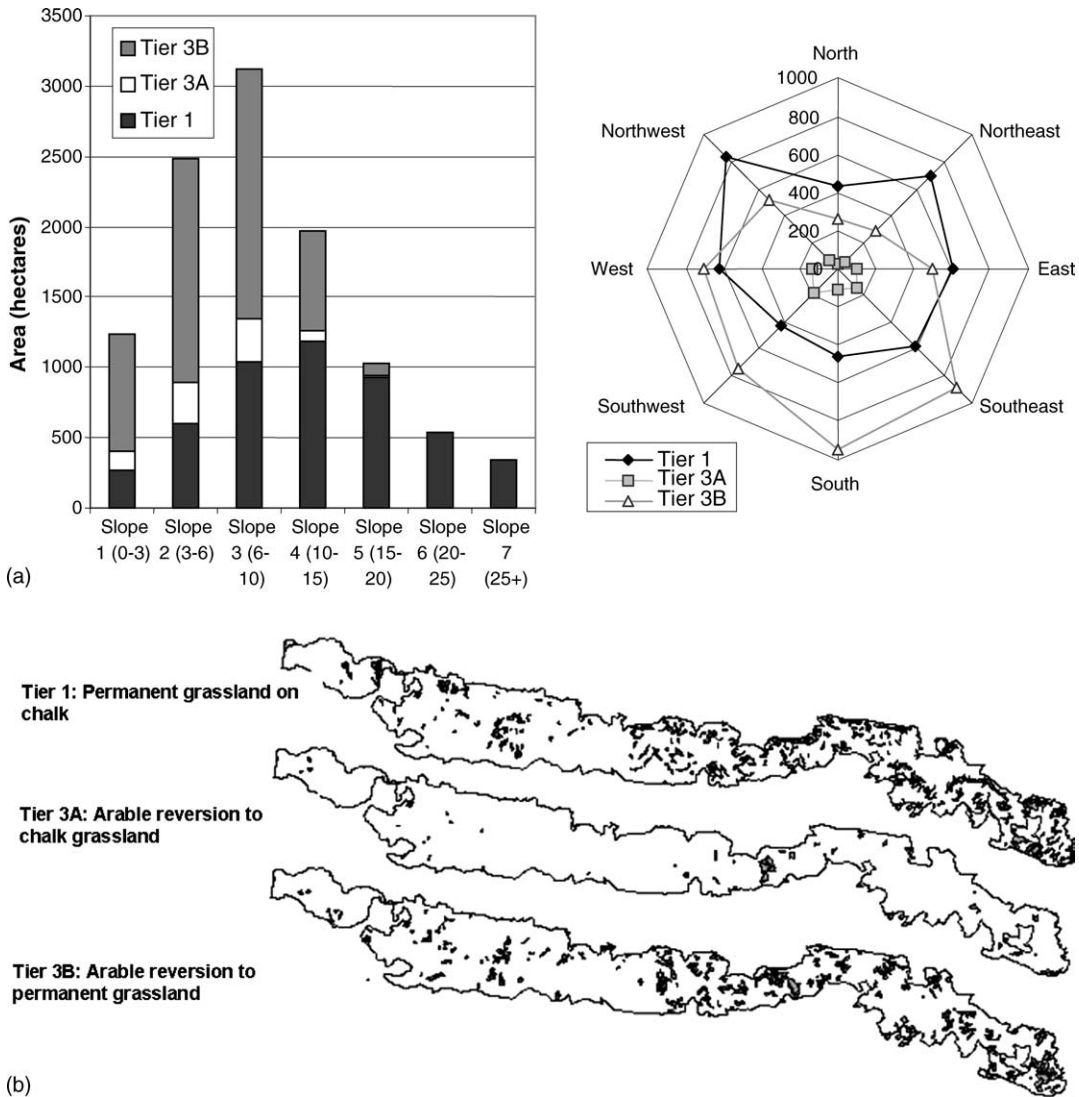 3500
3000
2500
2000
1500
1000
500
0
Area (hectares)
Tier 3B
Tier 3A
Tier 1
Slope
1 (0-3)
Slope
2 (3-6)
Slope
3 (6-
10)
Slope
4 (10-
15)
Slope
5 (15-
20)
Slope
6 (20-
25)
Slope
7
(25+)
(a)
North
1000
800
600
400
200
0
Northwest
Northeast
West
East
Southwest
Southeast
South
Tier 1
Tier 3A
Tier 3B
Tier 1: Permanent grassland on
chalk
Tier 3A: Arable reversion to
chalk grassland
Tier 3B: Arable reversion to
permanent grassland
(b)